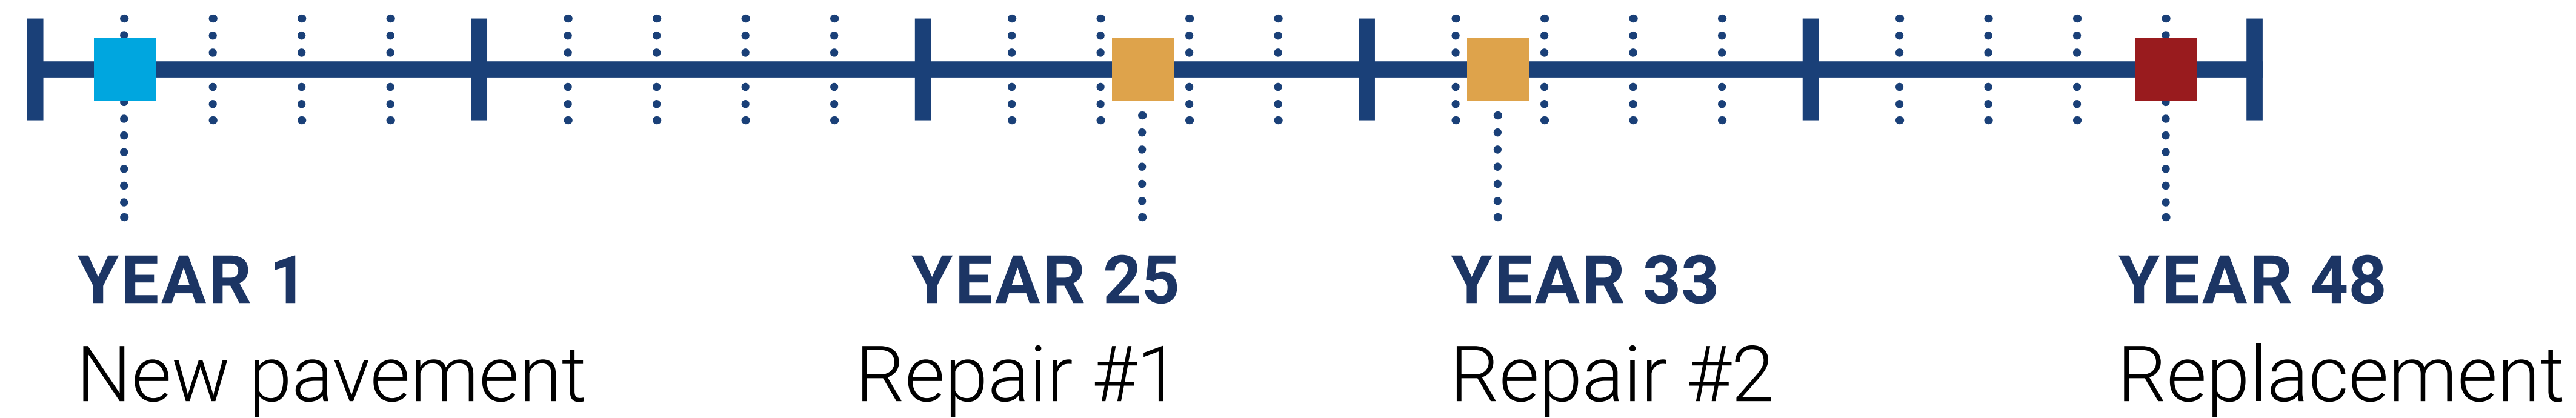 YEAR 1
New pavement
YEAR 25
Repair #1
YEAR 33
Repair #2
YEAR 48
Replacement